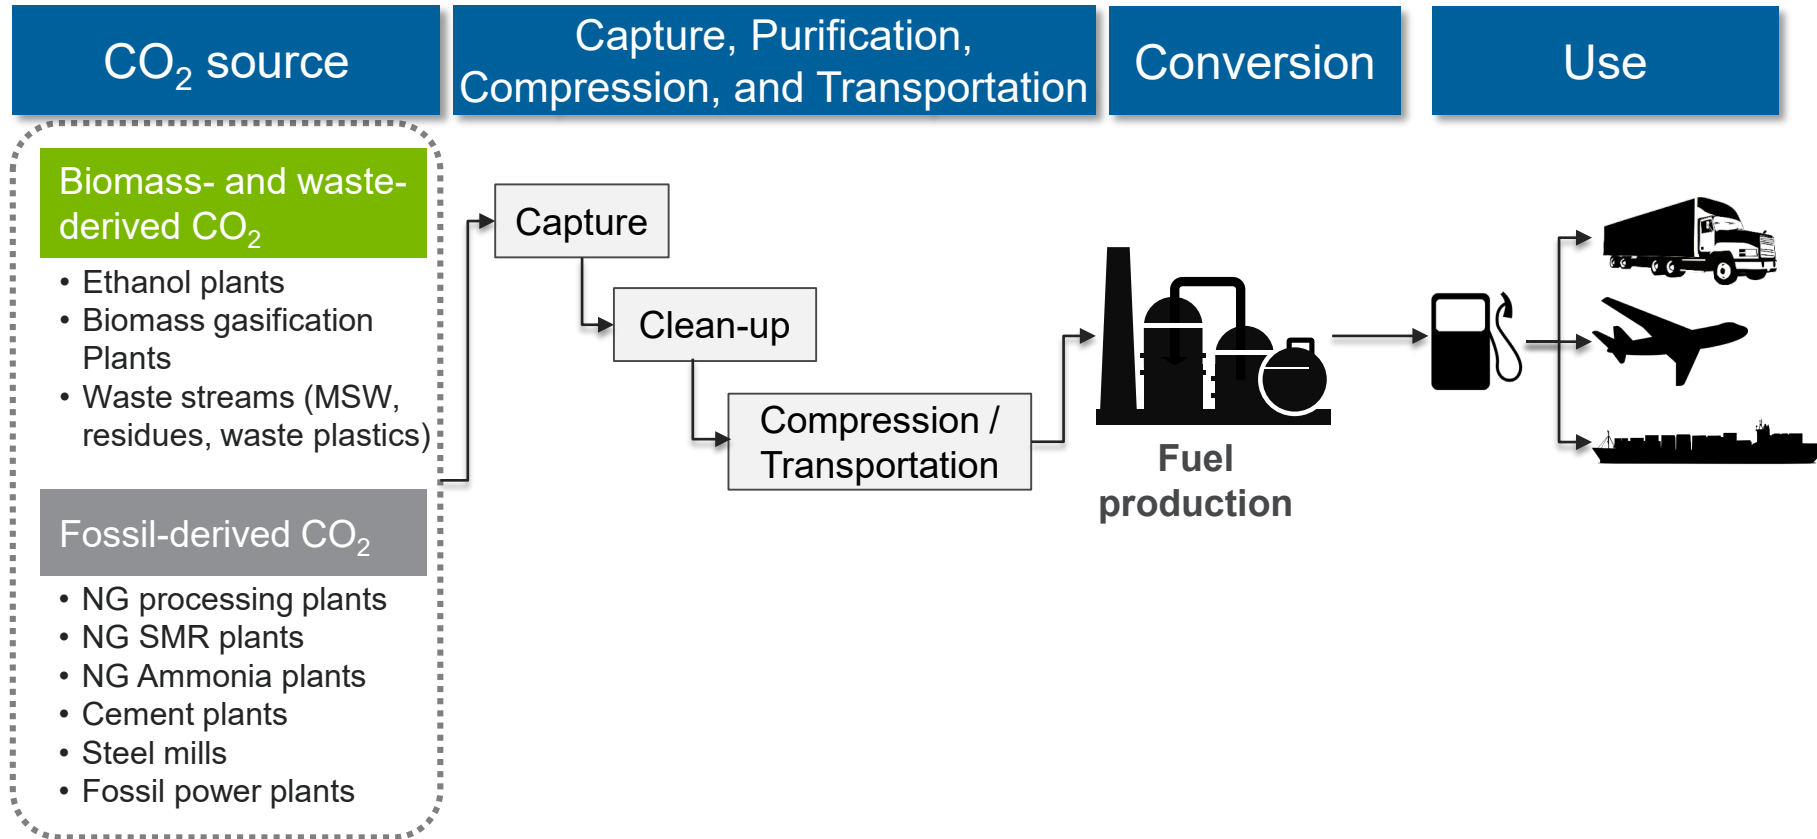 CO₂ source
Capture, Purification,
Compression, and Transportation
Conversion
Use
Biomass- and waste-
derived CO₂
• Ethanol plants
• Biomass gasification
Plants
• Waste streams (MSW,
residues, waste plastics)
Fossil-derived CO₂
• NG processing plants
• NG SMR plants
• NG Ammonia plants
• Cement plants
• Steel mills
• Fossil power plants
Capture
Clean-up
Compression /
Transportation
Fuel
production